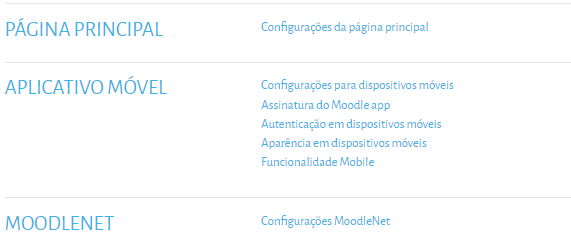 PÁGINA PRINCIPAL
Configurações da página principal
APLICATIVO MÓVEL
Configurações para dispositivos móveis
Assinatura do Moodle app
Autenticação em dispositivos móveis
Aparência em dispositivos móveis
Funcionalidade Mobile
MOODLENET
Configurações MoodleNet